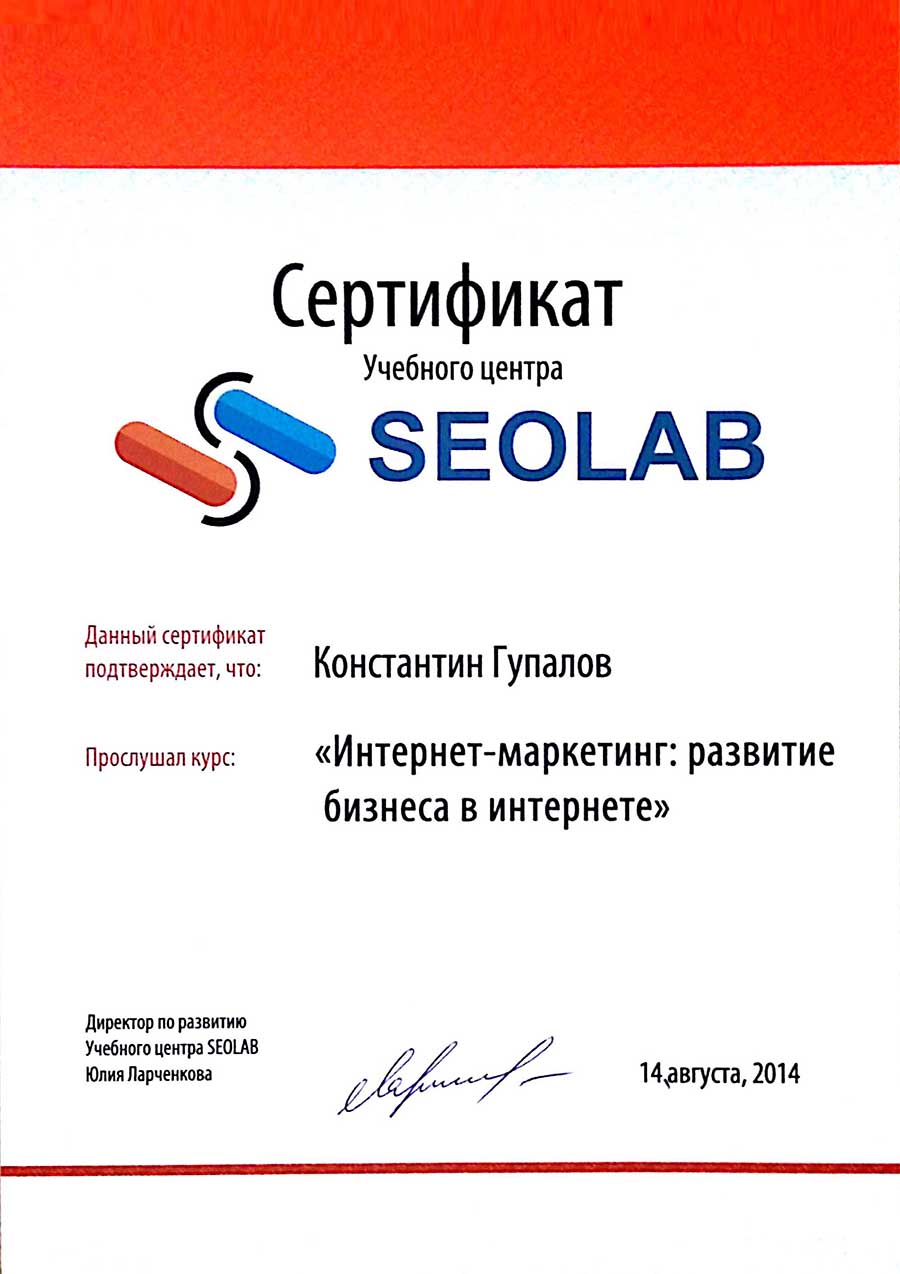 Сертификат
Учебного центра
SEOLAB
Данный сертификат
подтверждает, что:
Константин Гупалов
Прослушал курс:
«Интернет-маркетинг: развитие
бизнеса в интернете»
Директор по развитию
Учебного центра SEOLAB
Юлия Ларченкова
14 августа, 2014